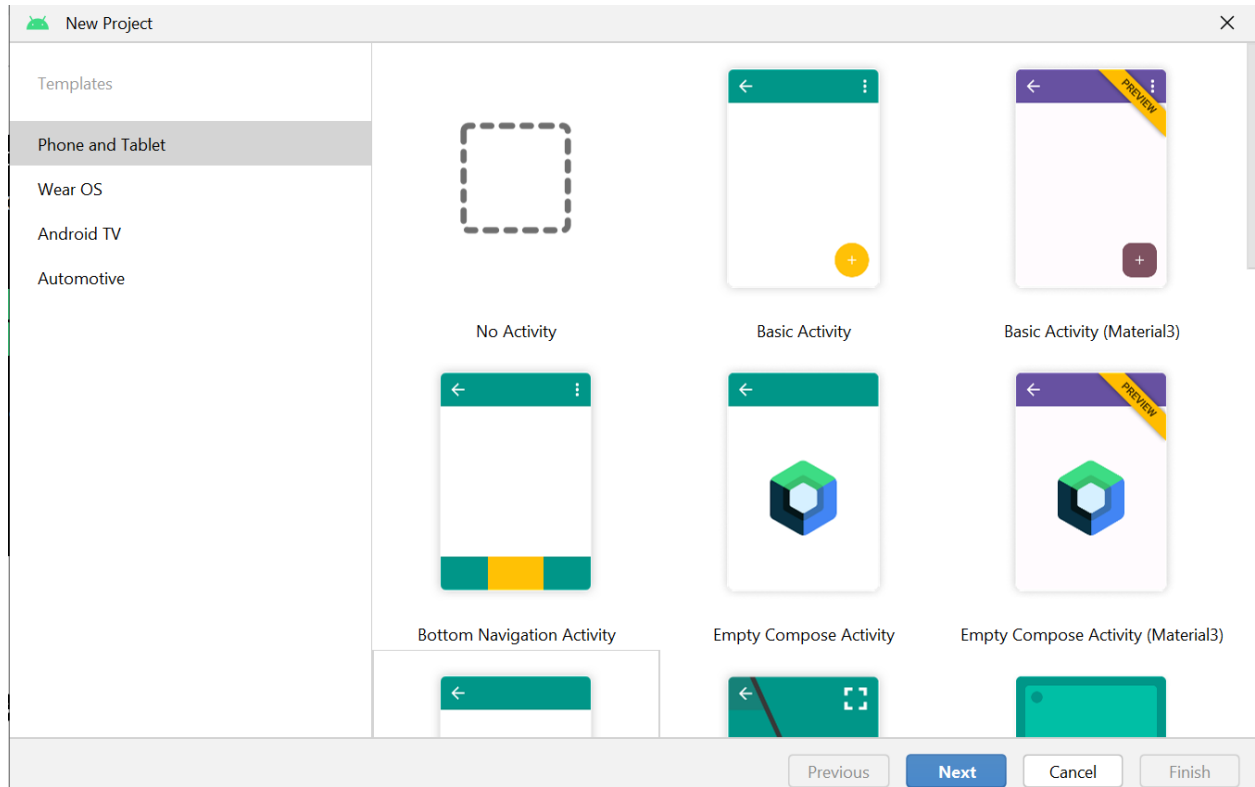 New Project
Templates
Phone and Tablet
Wear OS
Android TV
Automotive
PREVIEW
No Activity
Basic Activity
Basic Activity (Material3)
PREVIEW
Bottom Navigation Activity
Empty Compose Activity
Empty Compose Activity (Material3)
Previous
Next
Cancel
Finish